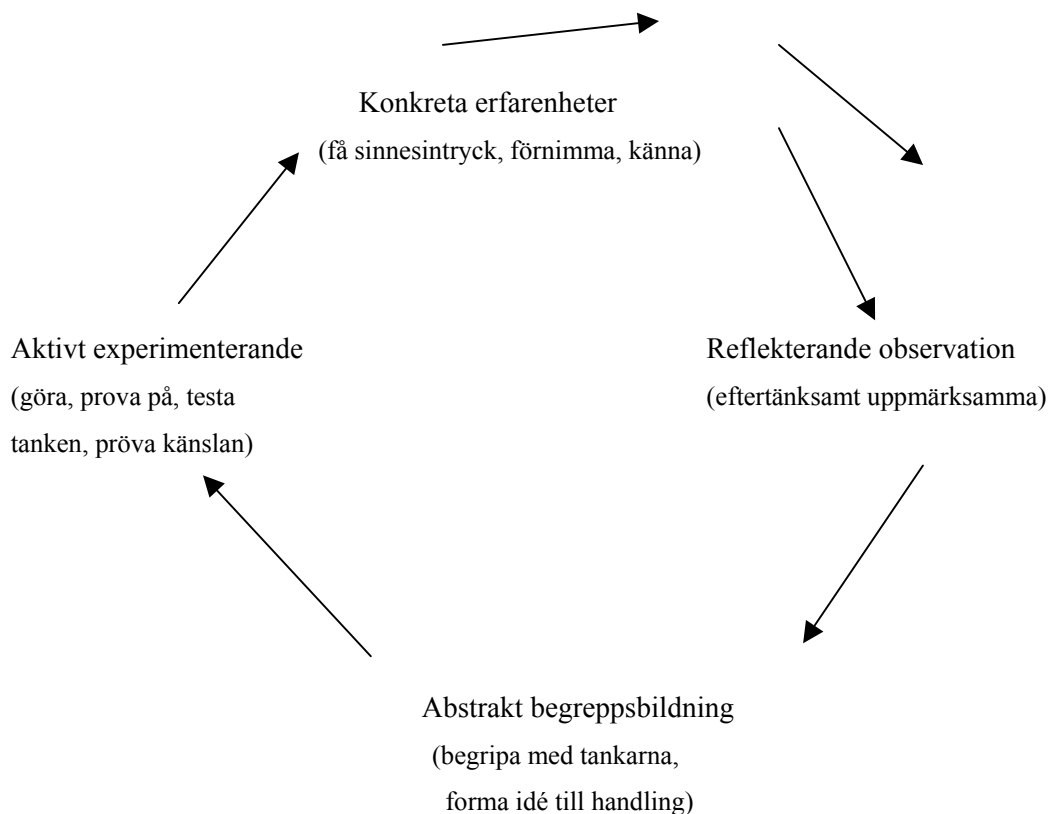 Konkreta erfarenheter
(få sinnesintryck, förnimma, känna)
Aktivt experimenterande
(göra, prova på, testa
tanken, pröva känslan)
Reflekterande observation
(eftertänksamt uppmärksamma)
Abstrakt begreppsbildning
(begripa med tankarna,
forma idé till handling)